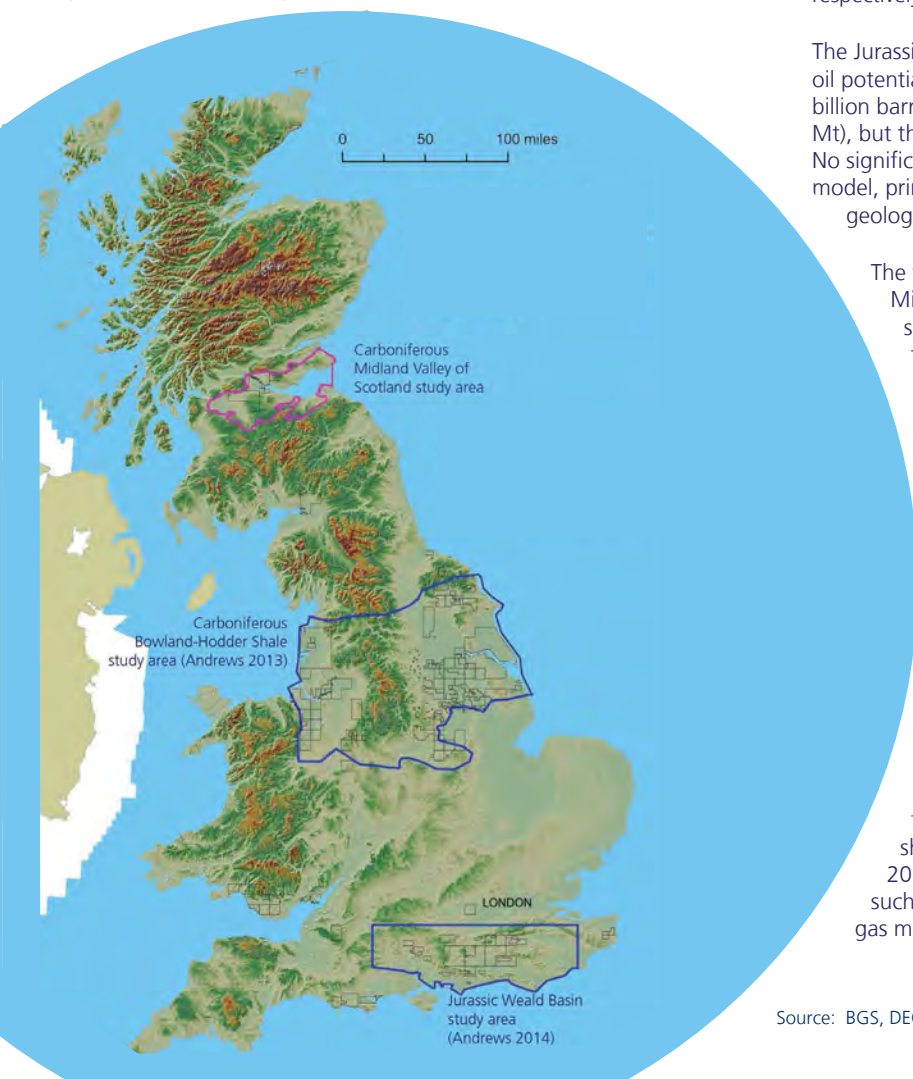 respectively
The Jurassi
oil potentia
billion barr
Mt), but th
No signific
model, prin
geolog
The
Mi
s
0 50 100 miles
Carboniferous
Midland Valley of
Scotland study area
Carboniferous
Bowland-Hodder Shale
study area (Andrews 2013)
LONDON
Jurassic Weald Basin
study area
(Andrews 2014)
sh
20
such
gas m
Source: BGS, DEC